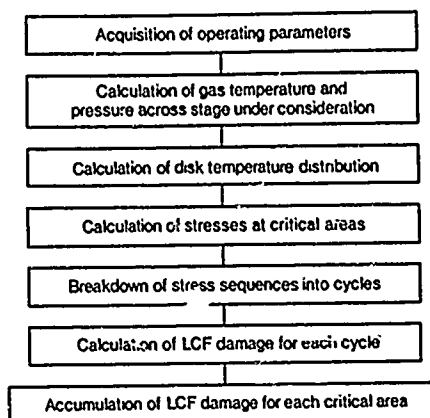 Acquisition of operating parameters
Calculation of gas temperature and
pressure across stage under consideration
Calculation of disk temperature distribution
Calculation of stresses at critical areas
Breakdown of stress sequences into cycles
Calculation of LCF damage for each cycle
Accumulation of LCF damage for each critical area